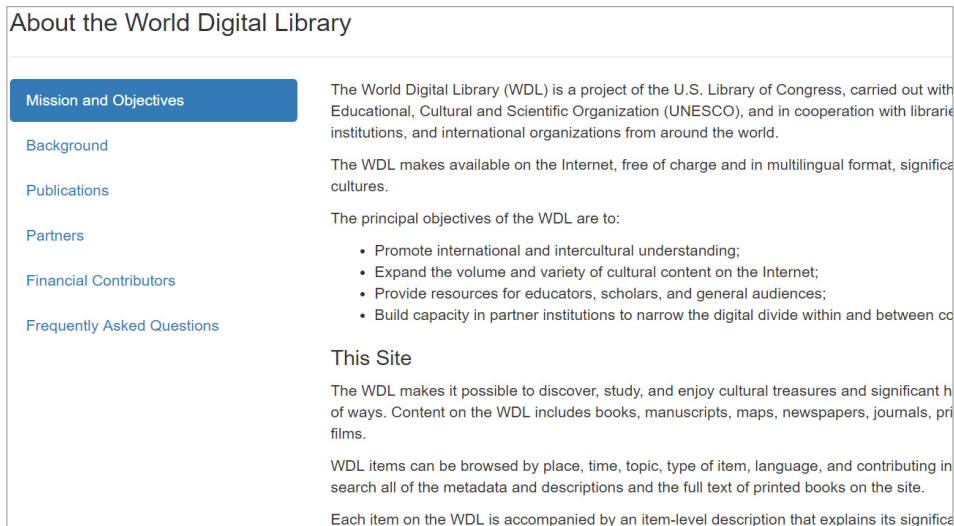 About the World Digital Library
Mission and Objectives
Background
Publications
Partners
Financial Contributors
Frequently Asked Questions
The World Digital Library (WDL) is a project of the U.S. Library of Congress, carried out with
Educational, Cultural and Scientific Organization (UNESCO), and in cooperation with librarie
institutions, and international organizations from around the world.
The WDL makes available on the Internet, free of charge and in multilingual format, significa
cultures.
The principal objectives of the WDL are to:
• Promote international and intercultural understanding;
• Expand the volume and variety of cultural content on the Internet;
• Provide resources for educators, scholars, and general audiences;
• Build capacity in partner institutions to narrow the digital divide within and between co
This Site
The WDL makes it possible to discover, study, and enjoy cultural treasures and significant h
of ways. Content on the WDL includes books, manuscripts, maps, newspapers, journals, pri
films.
WDL items can be browsed by place, time, topic, type of item, language, and contributing in
search all of the metadata and descriptions and the full text of printed books on the site.
Each item on the WDL is accompanied by an item-level description that explains its significa